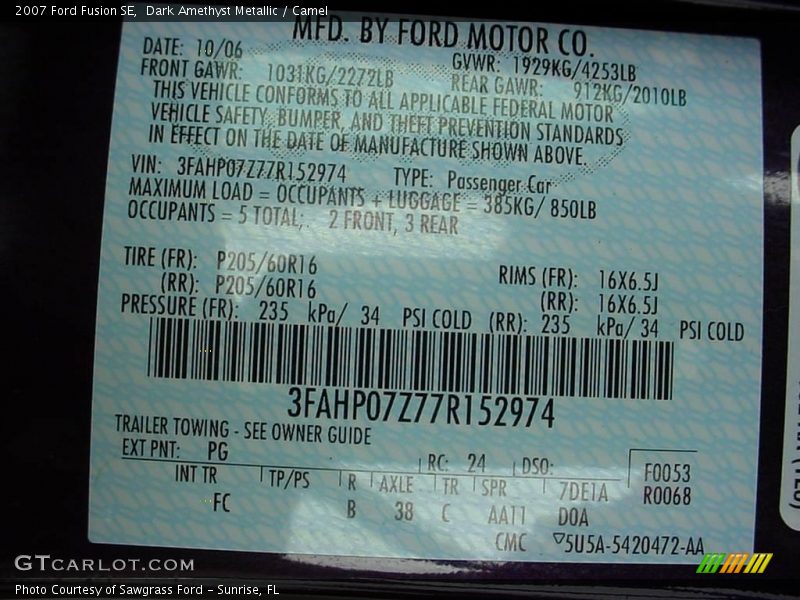 2007 Ford Fusion SE, Dark Amethyst Metallic / Camel
MFD. BY FORD MOTOR CO.
DATE: 10/06 GVWR: 1929KG/4253LB
FRONT GAWR: 1031KG/2272LB REAR GAWR: 912KG/2010LB
THIS VEHICLE CONFORMS TO ALL APPLICABLE FEDERAL MOTOR
VEHICLE SAFETY, BUMPER, AND THEFT PREVENTION STANDARDS
IN EFFECT ON THE DATE OF MANUFACTURE SHOWN ABOVE.
VIN: 3FAHP07Z77R152974 TYPE: Passenger Car
MAXIMUM LOAD = OCCUPANTS + LUGGAGE = 385KG/ 850LB
OCCUPANTS = 5 TOTAL; 2 FRONT, 3 REAR
TIRE (FR): P205/60R16 RIMS (FR): 16X6.5J
(RR): P205/60R16 (RR): 16X6.5J
PRESSURE (FR): 235 kPa/ 34 PSI COLD (RR): 235 kPa/ 34 PSI COLD
3FAHP07Z77R152974
TRAILER TOWING - SEE OWNER GUIDE
EXT PNT: PG RC: 24 DSO: F0053
INT TR TP/PS R AXLE TR SPR 7DE1A R0068
FC B 38 C AA11 D0A
CMC 5U5A-5420472-AA
GTCARLOT.COM
Photo Courtesy of Sawgrass Ford - Sunrise, FL